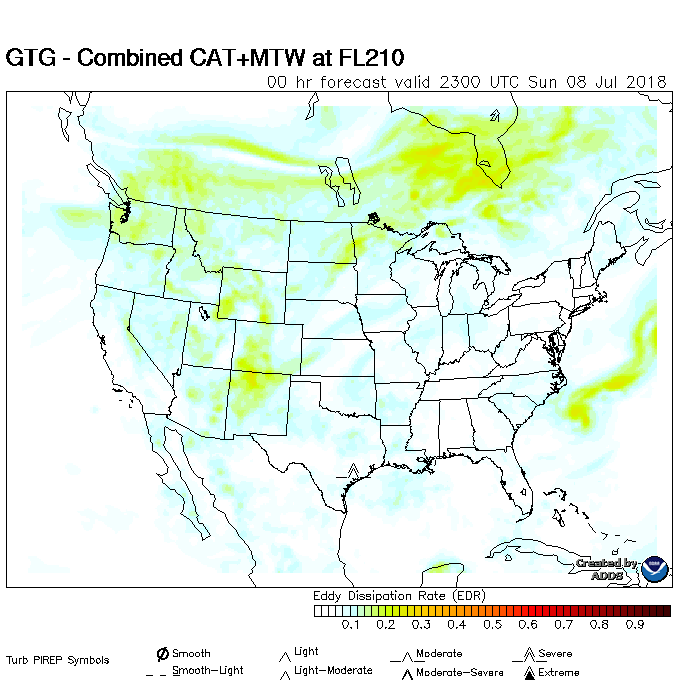 GTG - Combined CAT+MTW at FL210
00 hr forecast valid 2300 UTC Sun 08 Jul 2018
Created by
ADDS
Eddy Dissipation Rate (EDR)
0.1 0.2 0.3 0.4 0.5 0.6 0.7 0.8 0.9
Turb PIREP Symbols
Smooth Light Moderate Severe
Smooth-Light Light-Moderate Moderate-Severe Extreme